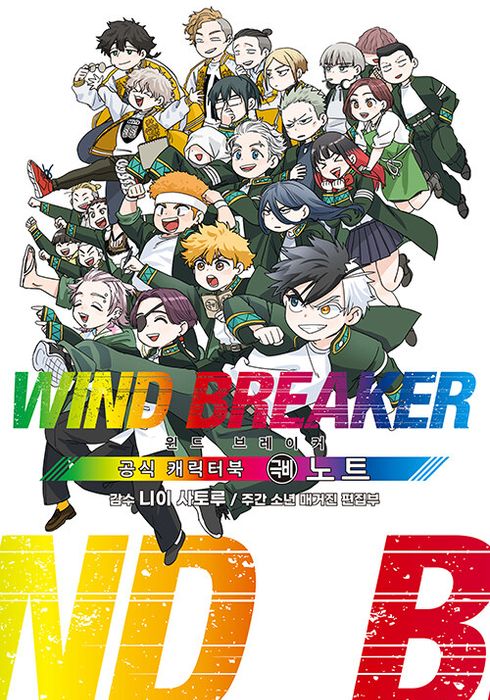 WIND BREAKER
윈드 브레이커
공식 캐릭터북 극비 노트
감수 니이 사토루 / 주간 소년 매거진 편집부
ND B